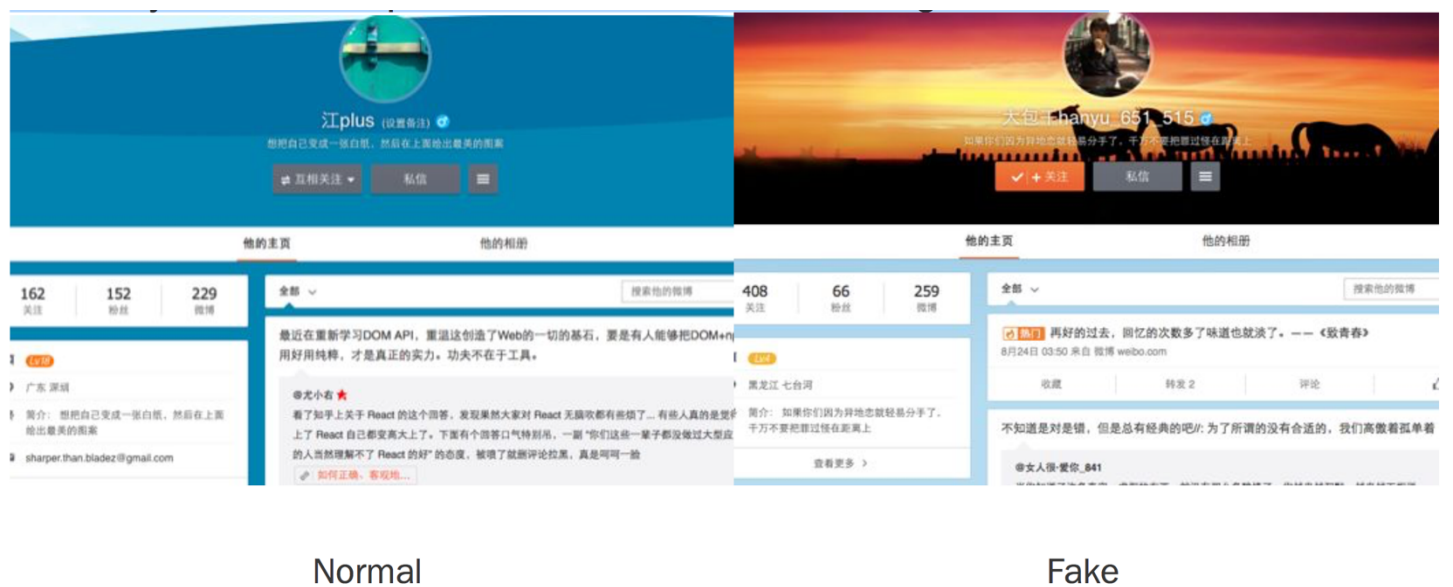 江plus (设置备注)
想把自己变成一张白纸，然后在上面给出最美的图案
互相关注
私信
他的主页
他的相册
162
152
229
关注
粉丝
微博
全部
搜索他的微博
最近在重新学习DOM API，重温这创造了Web的一切的基石，要是有人能够把DOM+n
用好用纯粹，才是真正的实力。功夫不在于工具。
Lv18
广东 深圳
简介： 想把自己变成一张白纸，然后在上面
给出最美的图案
sharper.than.bladez@gmail.com
@尤小右
看了知乎上关于 React 的这个回答，发现果然大家对 React 无脑吹都有些烦了... 有些人真的是觉
上了 React 自己都变高大上了。下面有个回答口气特别吊，一副 “你们这些一辈子都没做过大型应
的人当然理解不了 React 的好” 的态度，被喷了就删评论拉黑，真是呵呵一脸
如何正确、客观地...
大包子hanyu_651_515
如果你们因为异地恋就轻易分手了，千万不要把罪过怪在距离上
+ 关注
私信
他的主页
他的相册
408
66
259
关注
粉丝
微博
全部
搜索他的微博
热门 再好的过去，回忆的次数多了味道也就淡了。——《致青春》
8月24日 03:50 来自 微博 weibo.com
收藏
转发 2
评论
Lv4
黑龙江 七台河
简介： 如果你们因为异地恋就轻易分手了，
千万不要把罪过怪在距离上
查看更多 >
不知道是对是错，但是总有经典的吧//: 为了所谓的没有合适的，我们高傲着孤单着
@女人很·爱你_841
Normal
Fake